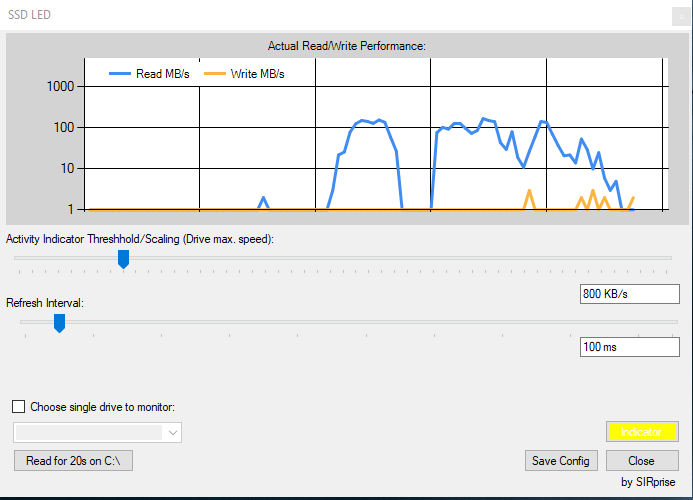 SSD LED
Actual Read/Write Performance:
Read MB/s
Write MB/s
1000
100
10
1
Activity Indicator Threshhold/Scaling (Drive max. speed):
800 KB/s
Refresh Interval:
100 ms
Choose single drive to monitor:
Indicator
Read for 20s on C:\
Save Config
Close
by SIRprise